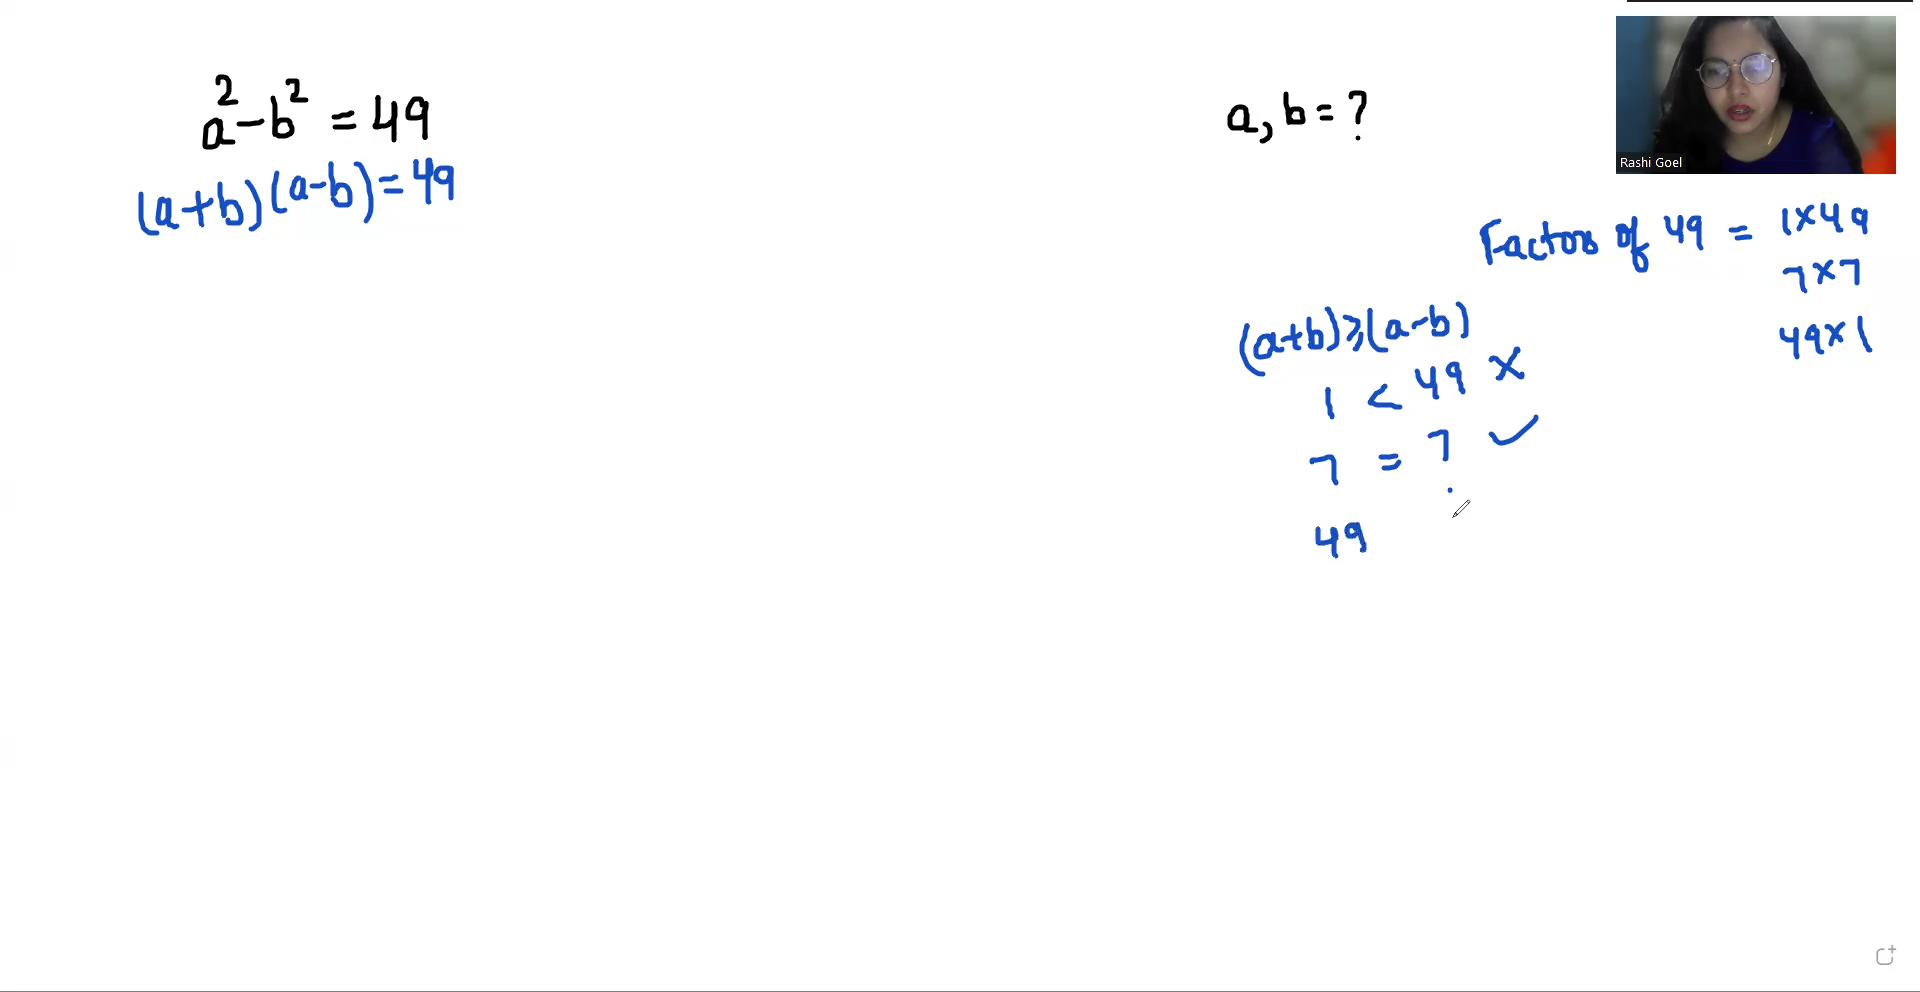 a² - b² = 49
a, b = ?
Rashi Goel
(a+b)(a-b) = 49
Factors of 49 = 1×49
7×7
49×1
(a+b)⩾(a-b)
1 < 49 ×
7 = 7 ✓
49